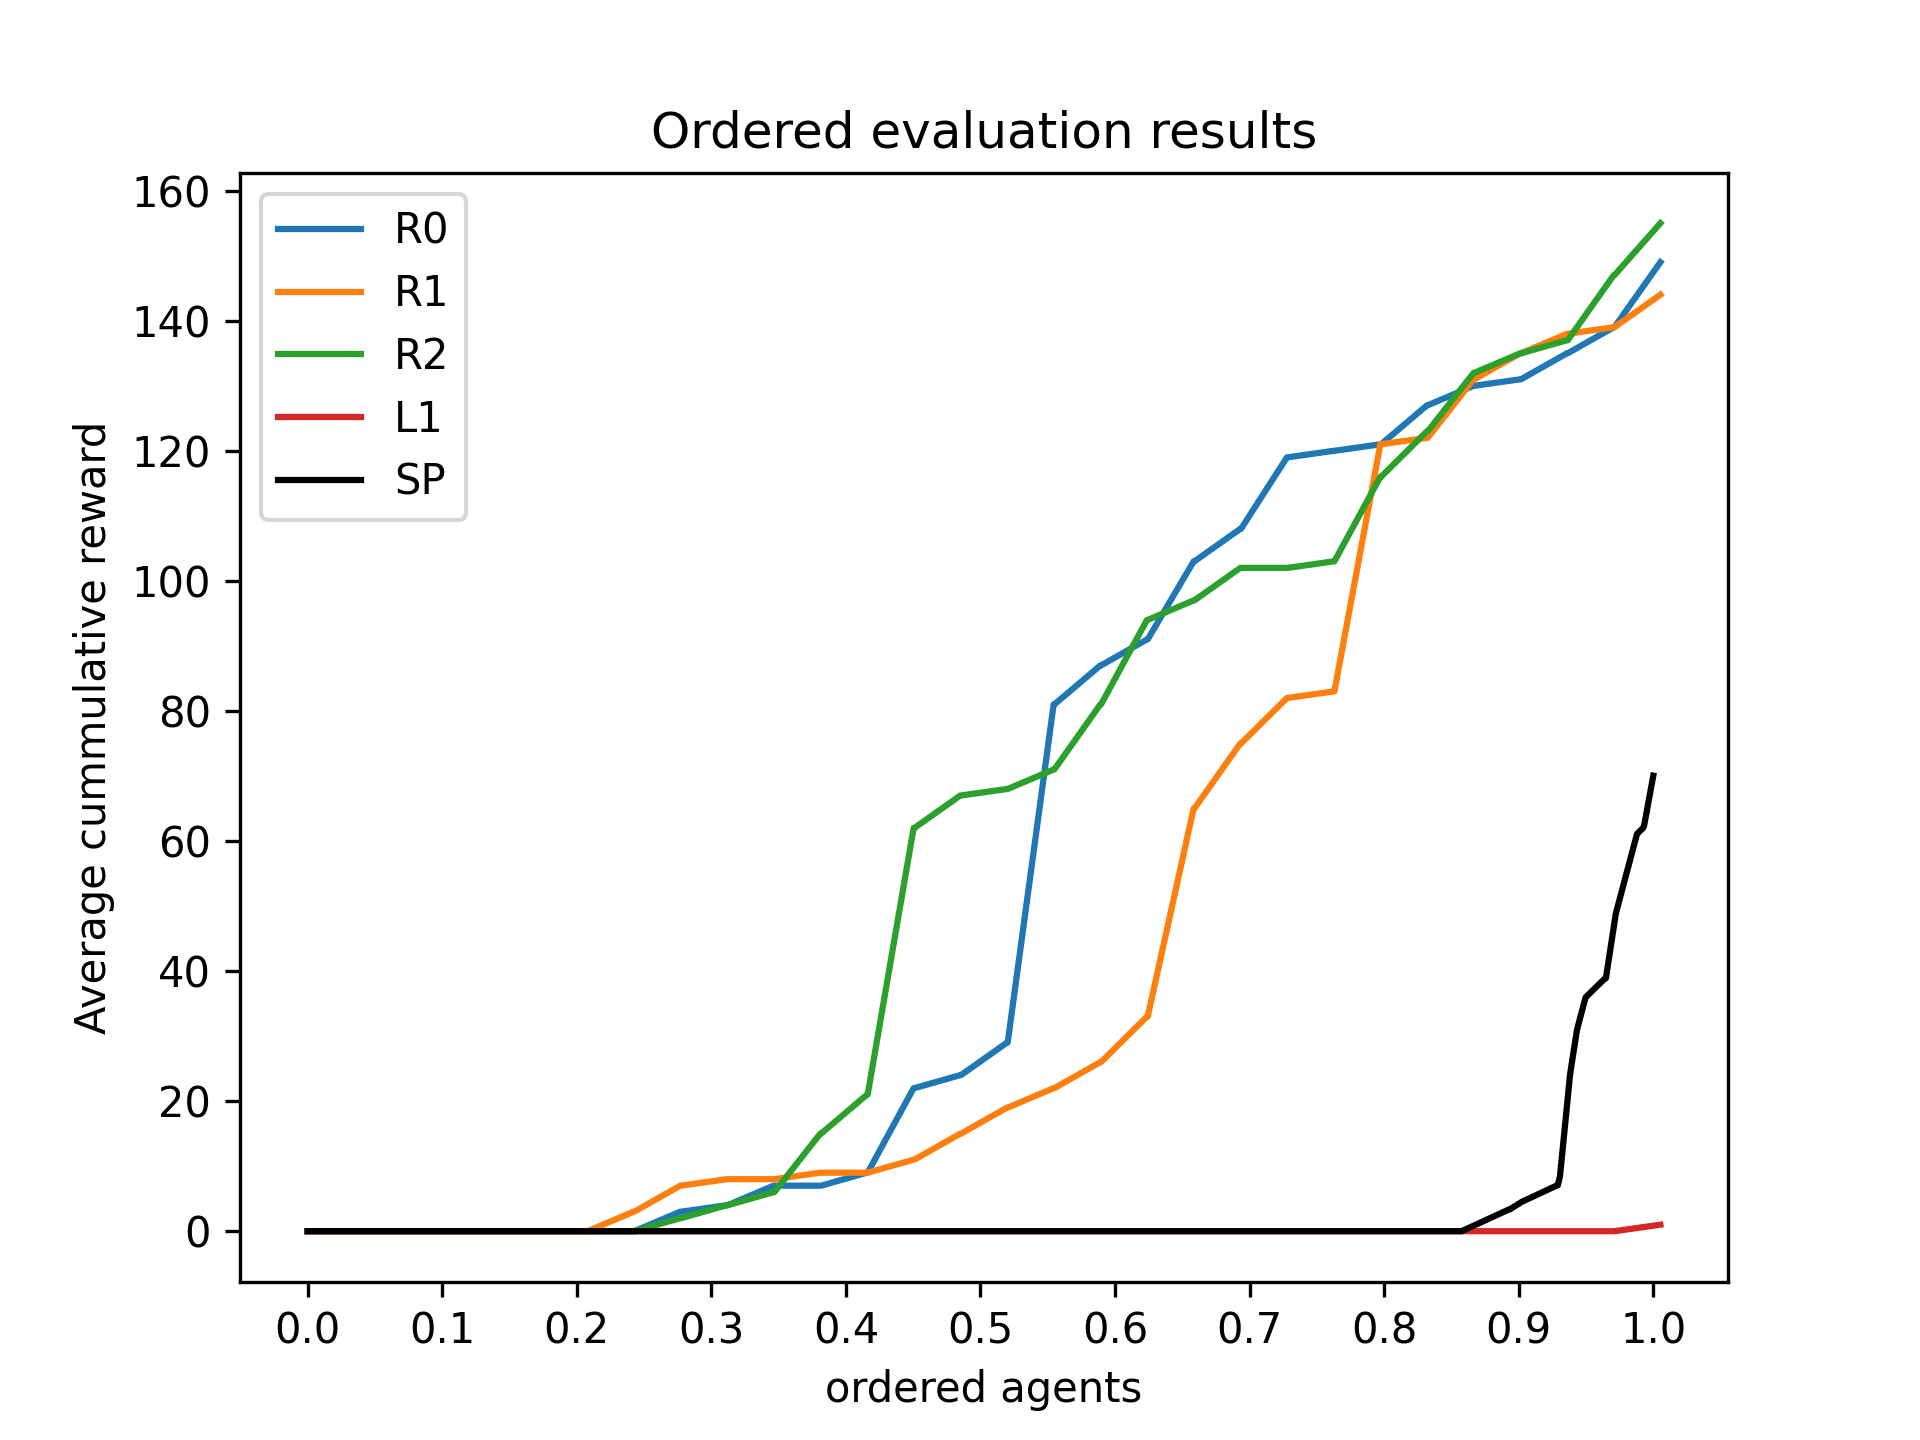 Ordered evaluation results
160
140
120
100
80
60
40
20
0
Average cummulative reward
R0
R1
R2
L1
SP
0.0 0.1 0.2 0.3 0.4 0.5 0.6 0.7 0.8 0.9 1.0
ordered agents